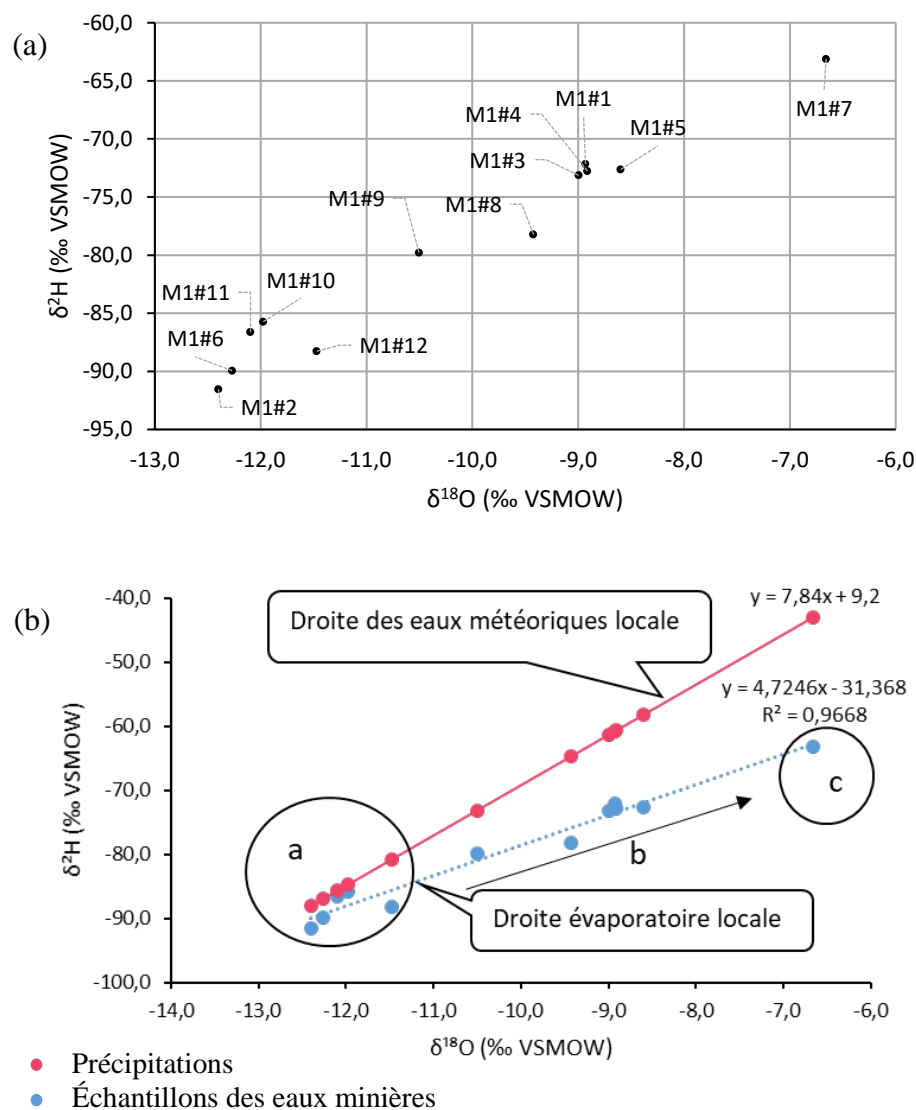 (a)
-60,0
-65,0
-70,0
-75,0
-80,0
-85,0
-90,0
-95,0
δ²H (‰ VSMOW)
M1#1
M1#4
M1#7
M1#3
M1#5
M1#9
M1#8
M1#11
M1#10
M1#6
M1#12
M1#2
-13,0 -12,0 -11,0 -10,0 -9,0 -8,0 -7,0 -6,0
δ¹⁸O (‰ VSMOW)
(b)
-40,0
-50,0
-60,0
-70,0
-80,0
-90,0
-100,0
δ²H (‰ VSMOW)
y = 7,84x + 9,2
Droite des eaux météoriques locale
y = 4,7246x - 31,368
R² = 0,9668
a
b
c
Droite évaporatoire locale
-14,0 -13,0 -12,0 -11,0 -10,0 -9,0 -8,0 -7,0 -6,0
δ¹⁸O (‰ VSMOW)
Précipitations
Échantillons des eaux minières